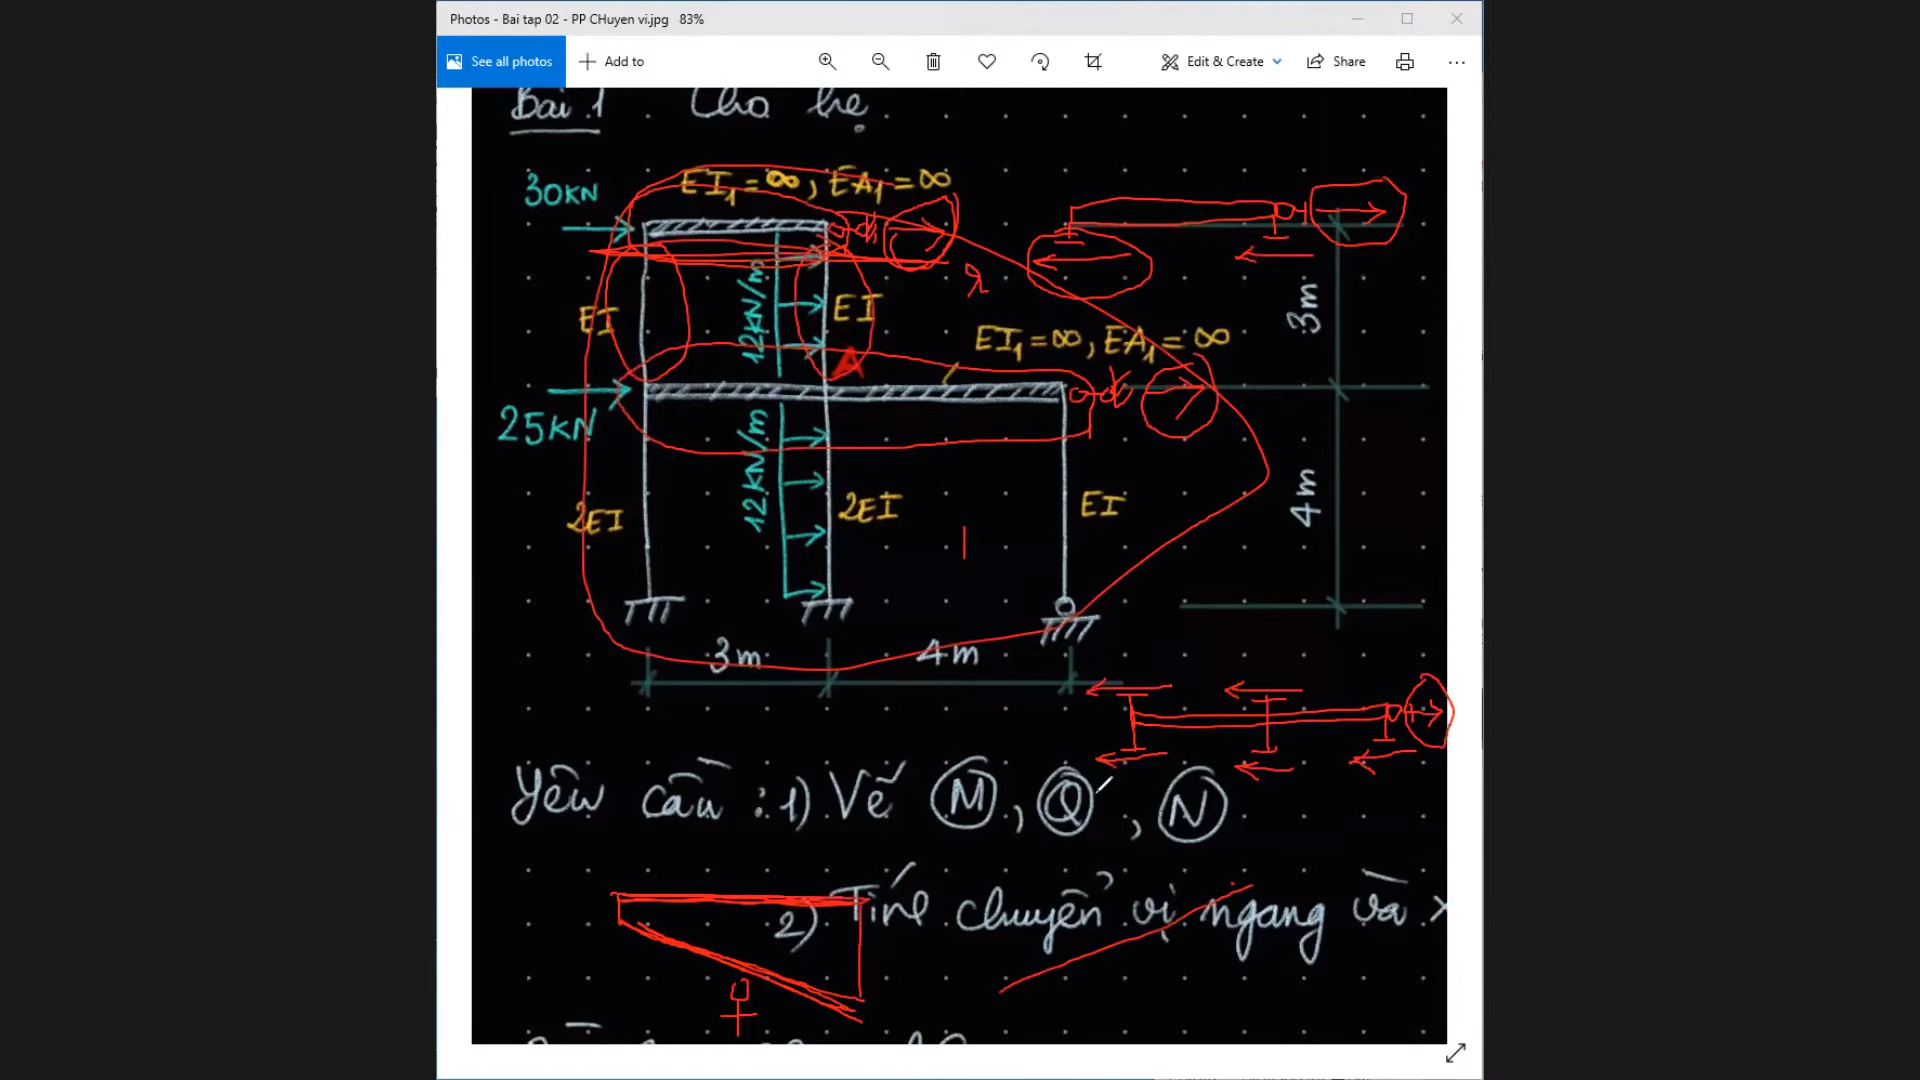 Photos - Bai tap 02 - PP CHuyen vi.jpg 83%
See all photos
Add to
Edit & Create
Share
Bài 1 Cho hệ.
30KN
EI₁=∞, EA₁=∞
EI
12KN/m
EI
3m
EI₁=∞, EA₁=∞
A
25KN
2EI
12KN/m
2EI
EI
4m
3m
4m
Yêu cầu : 1) Vẽ M, Q, N
2) Tính chuyển vị ngang và